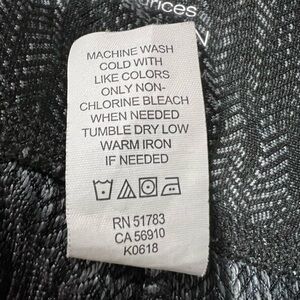 MACHINE WASH
COLD WITH
LIKE COLORS
ONLY NON-
CHLORINE BLEACH
WHEN NEEDED
TUMBLE DRY LOW
WARM IRON
IF NEEDED
RN 51783
CA 56910
K0618